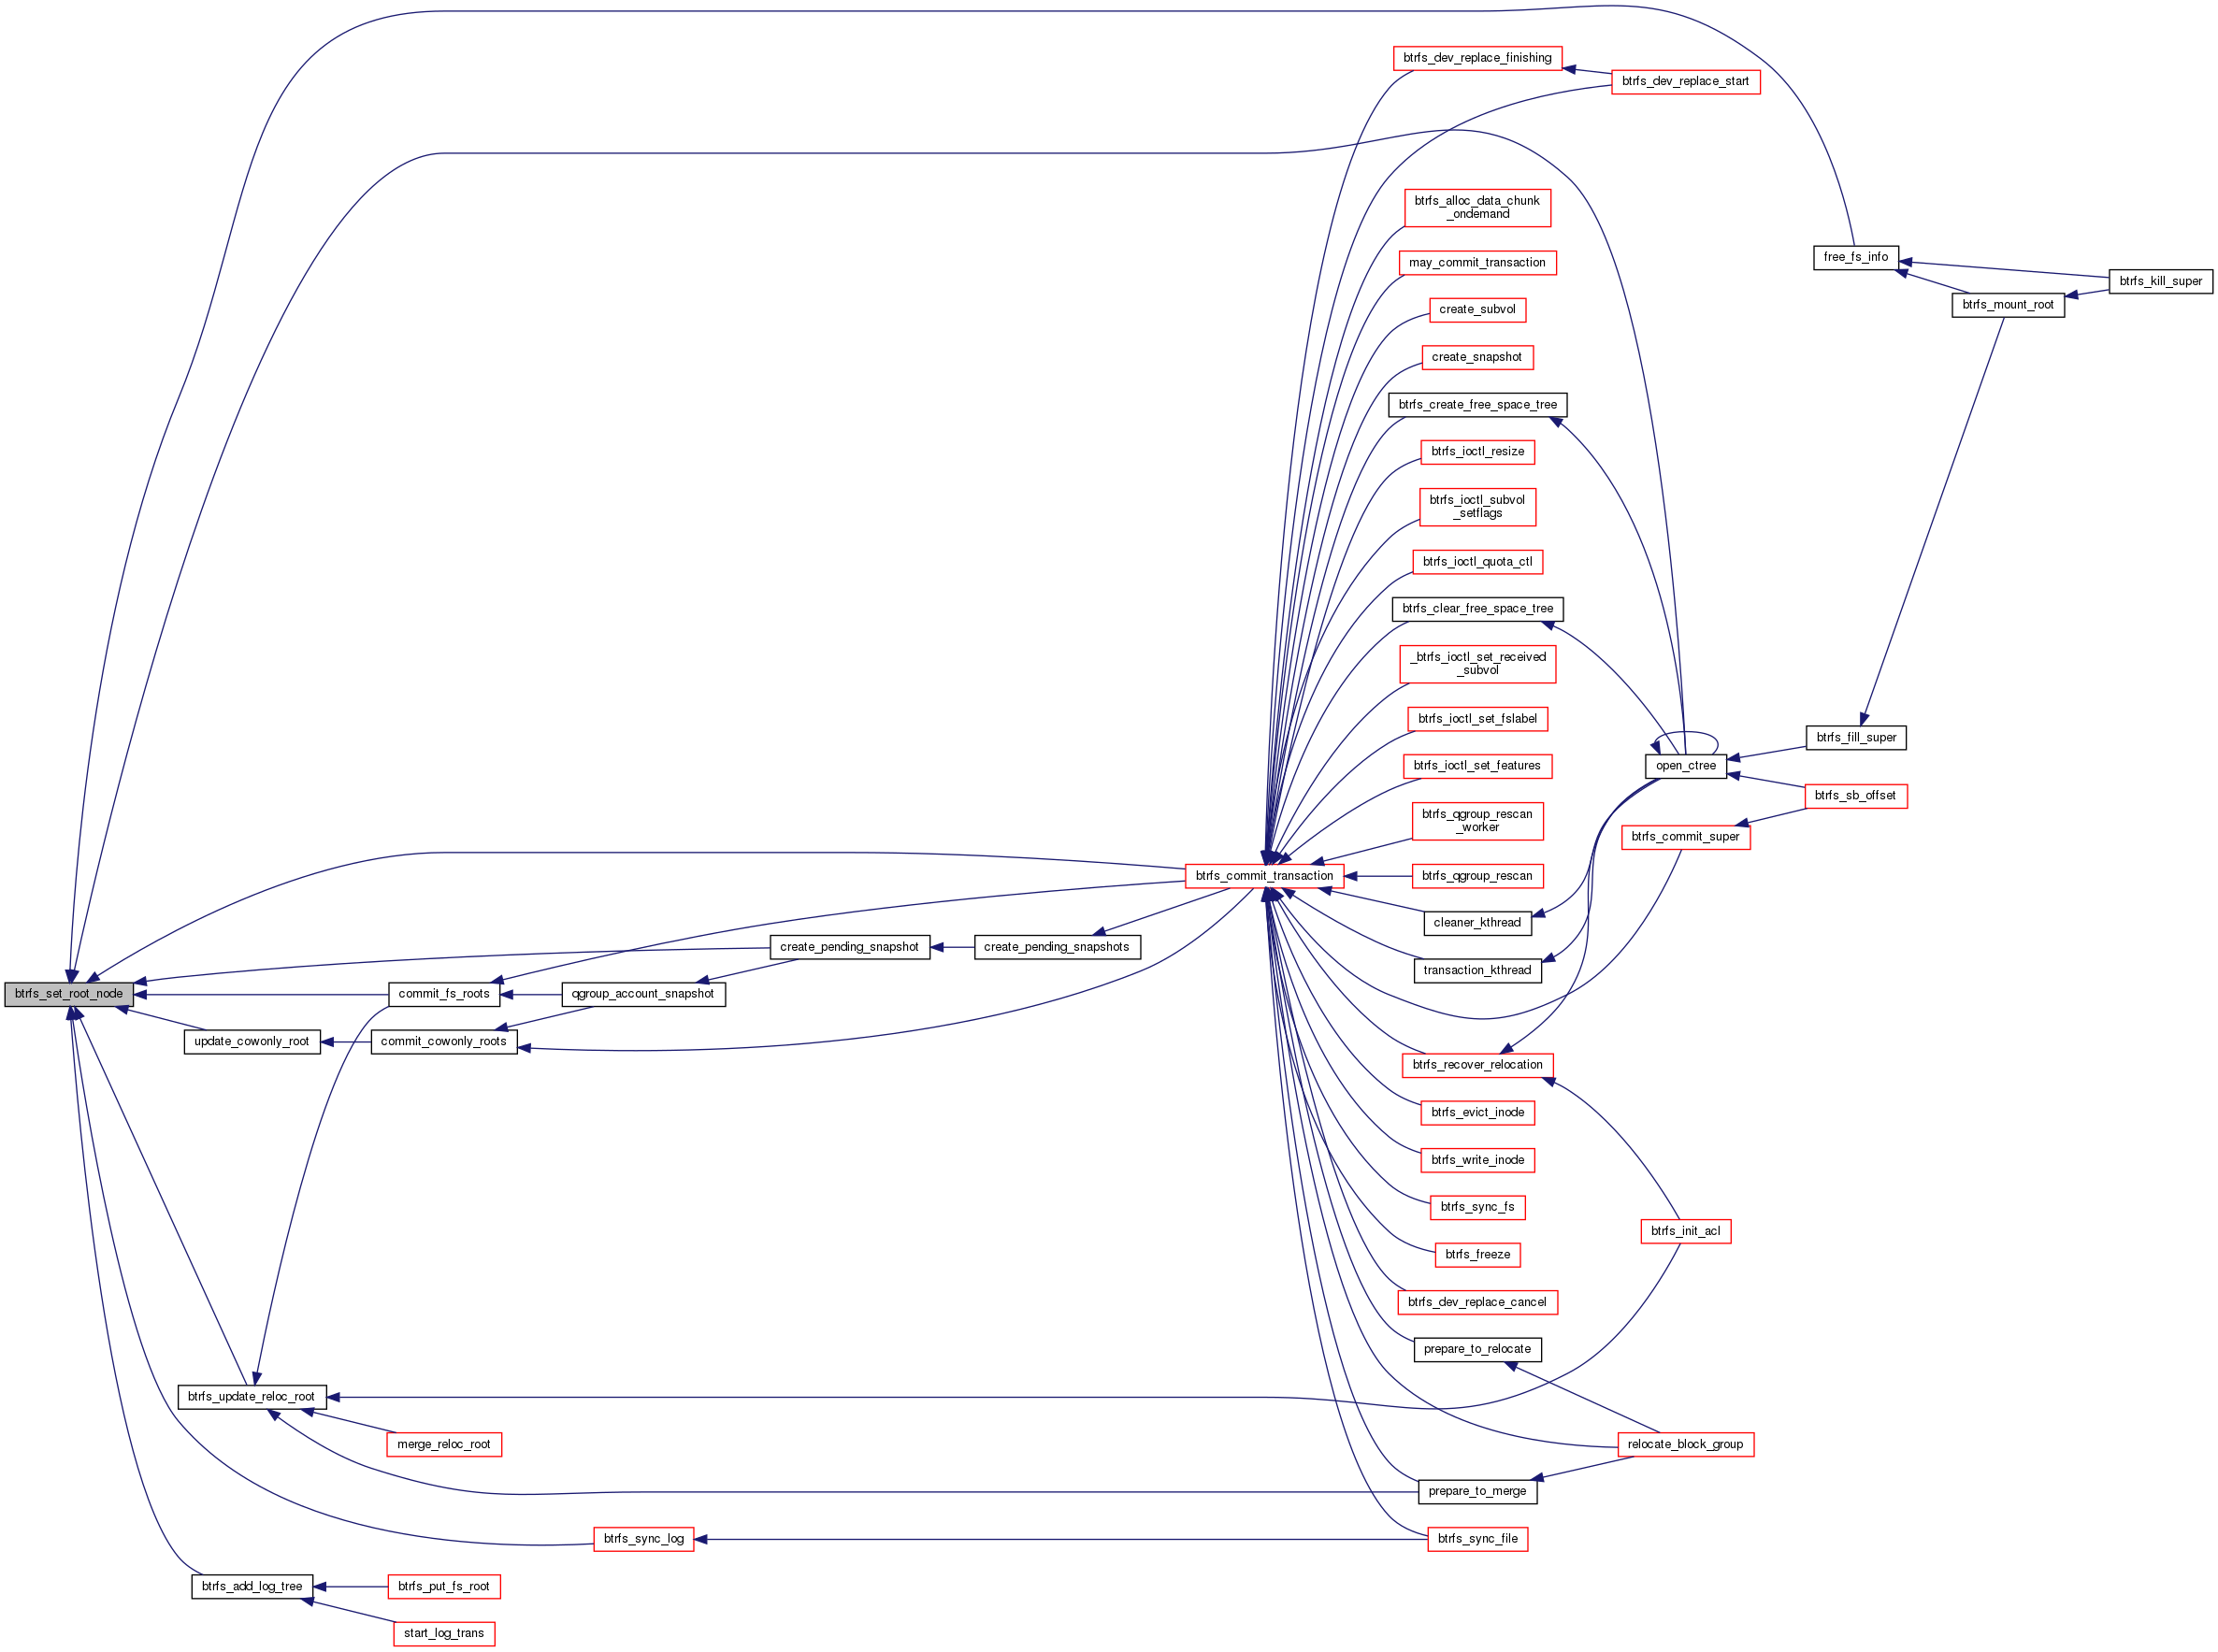 btrfs_dev_replace_finishing
btrfs_dev_replace_start
btrfs_alloc_data_chunk
_ondemand
free_fs_info
may_commit_transaction
btrfs_kill_super
btrfs_mount_root
create_subvol
create_snapshot
btrfs_create_free_space_tree
btrfs_ioctl_resize
btrfs_ioctl_subvol
_setflags
btrfs_ioctl_quota_ctl
btrfs_clear_free_space_tree
_btrfs_ioctl_set_received
_subvol
btrfs_ioctl_set_fslabel
btrfs_fill_super
btrfs_ioctl_set_features
open_ctree
btrfs_sb_offset
btrfs_qgroup_rescan
_worker
btrfs_commit_super
btrfs_commit_transaction
btrfs_qgroup_rescan
cleaner_kthread
create_pending_snapshot
create_pending_snapshots
transaction_kthread
btrfs_set_root_node
commit_fs_roots
qgroup_account_snapshot
update_cowonly_root
commit_cowonly_roots
btrfs_recover_relocation
btrfs_evict_inode
btrfs_write_inode
btrfs_sync_fs
btrfs_init_acl
btrfs_freeze
btrfs_dev_replace_cancel
prepare_to_relocate
btrfs_update_reloc_root
merge_reloc_root
relocate_block_group
prepare_to_merge
btrfs_sync_log
btrfs_sync_file
btrfs_add_log_tree
btrfs_put_fs_root
start_log_trans